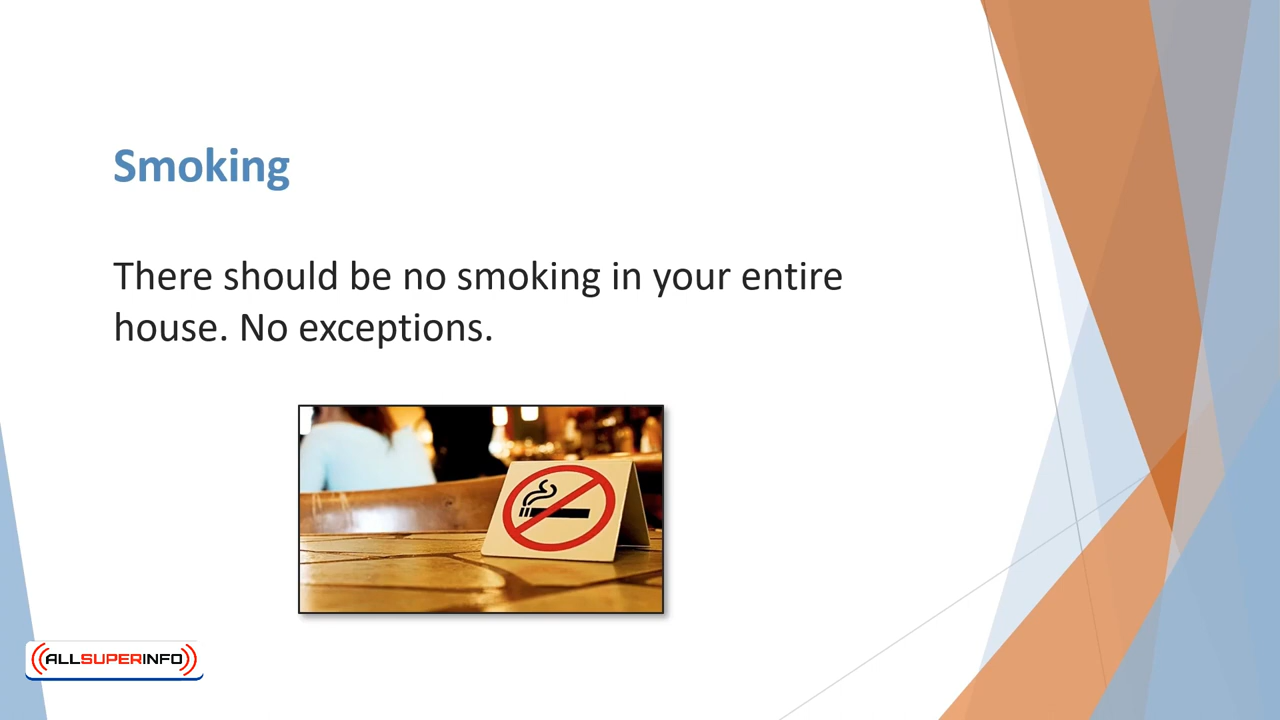 Smoking
There should be no smoking in your entire
house. No exceptions.
ALLSUPERINFO